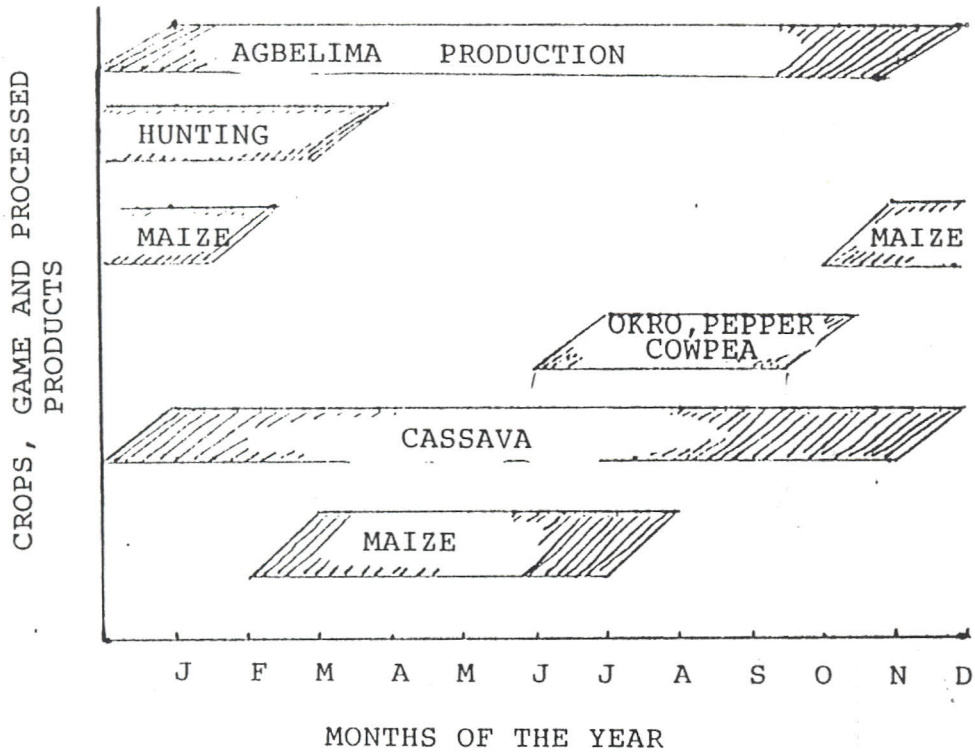 CROPS, GAME AND PROCESSED
PRODUCTS
AGBELIMA PRODUCTION
HUNTING
MAIZE
MAIZE
OKRO, PEPPER
COWPEA
CASSAVA
MAIZE
J F M A M J J A S O N D
MONTHS OF THE YEAR